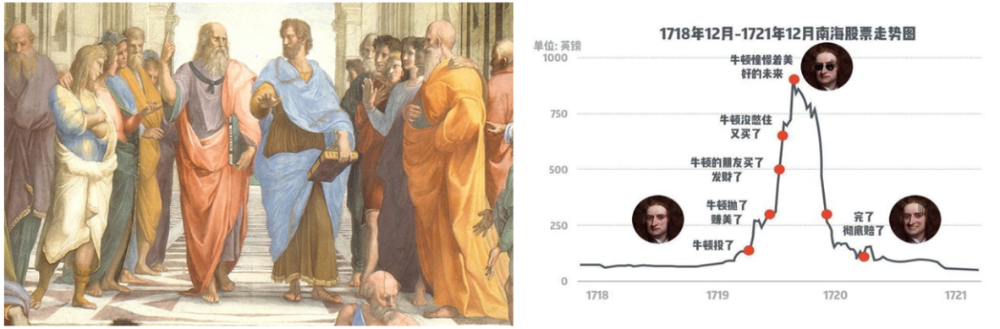 1718年12月-1721年12月南海股票走势图
单位: 英镑
1000
牛顿憧憬着美
好的未来
750
牛顿没憋住
又买了
牛顿的朋友买了
发财了
500
牛顿抛了
赚美了
250
完了
彻底赔了
牛顿投了
0
1718
1719
1720
1721